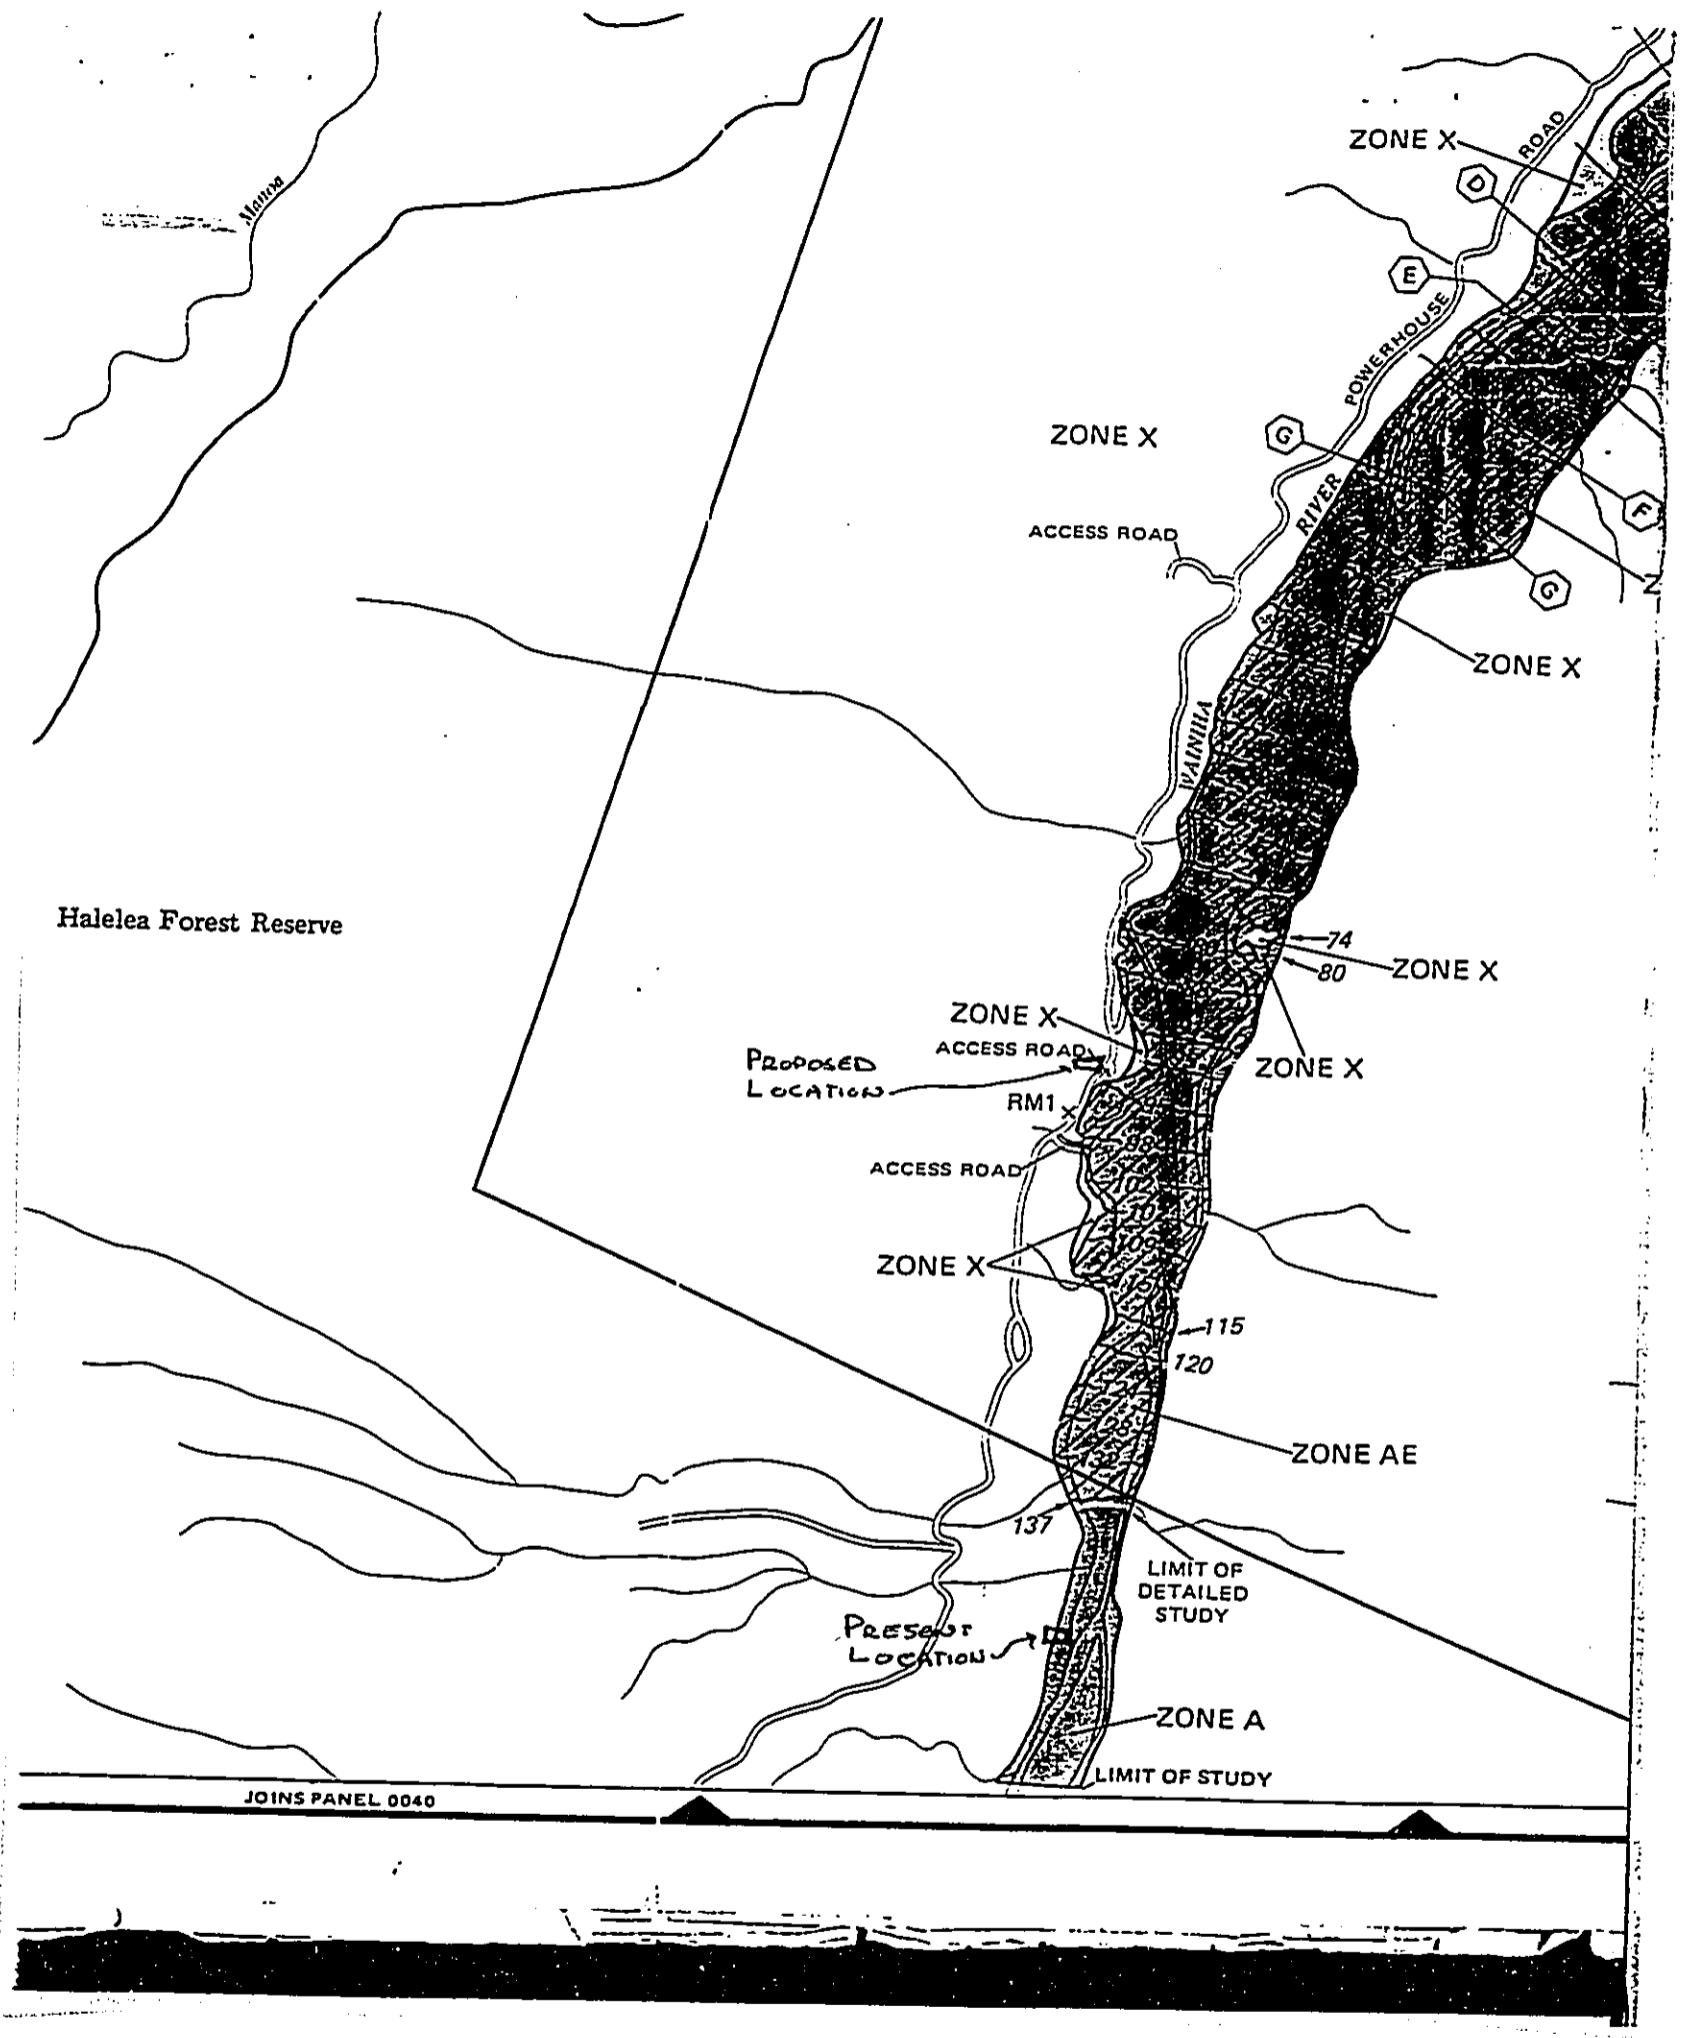 Manoa
ZONE X
ROAD
D
E
POWERHOUSE
ZONE X
G
RIVER
F
ACCESS ROAD
G
ZONE X
WAINIHA
Halelea Forest Reserve
74
ZONE X
80
ZONE X
ACCESS ROAD
PROPOSED
LOCATION
ZONE X
RM1
ACCESS ROAD
ZONE X
115
120
ZONE AE
137
LIMIT OF
DETAILED
STUDY
PRESENT
LOCATION
ZONE A
LIMIT OF STUDY
JOINS PANEL 0040